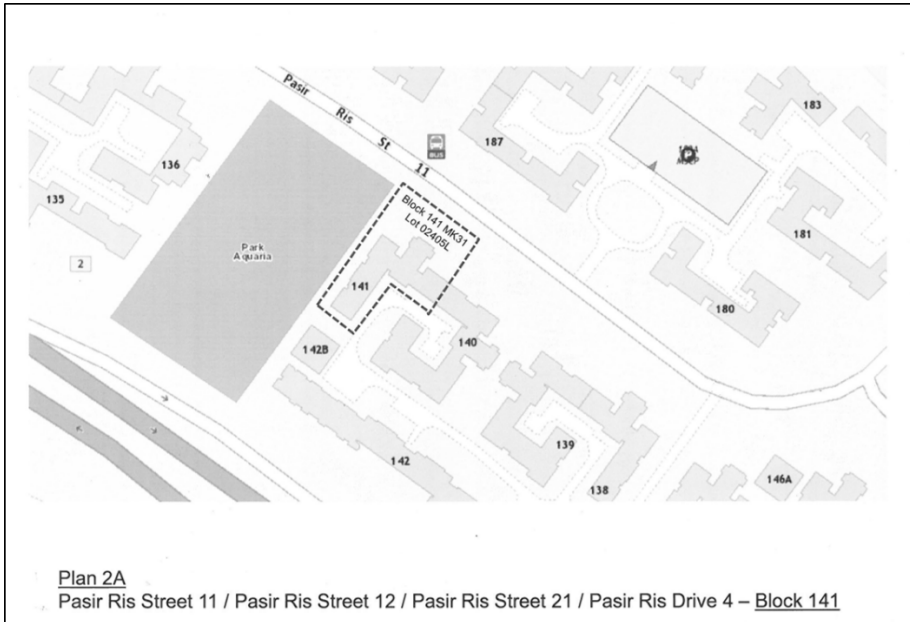 Pasir Ris St 11
BUS
183
187
136
135
Block 141 MK31
Lot 02405L
181
Park
Aquaria
2
141
180
140
142B
142
139
138
146A
Plan 2A
Pasir Ris Street 11 / Pasir Ris Street 12 / Pasir Ris Street 21 / Pasir Ris Drive 4 – Block 141